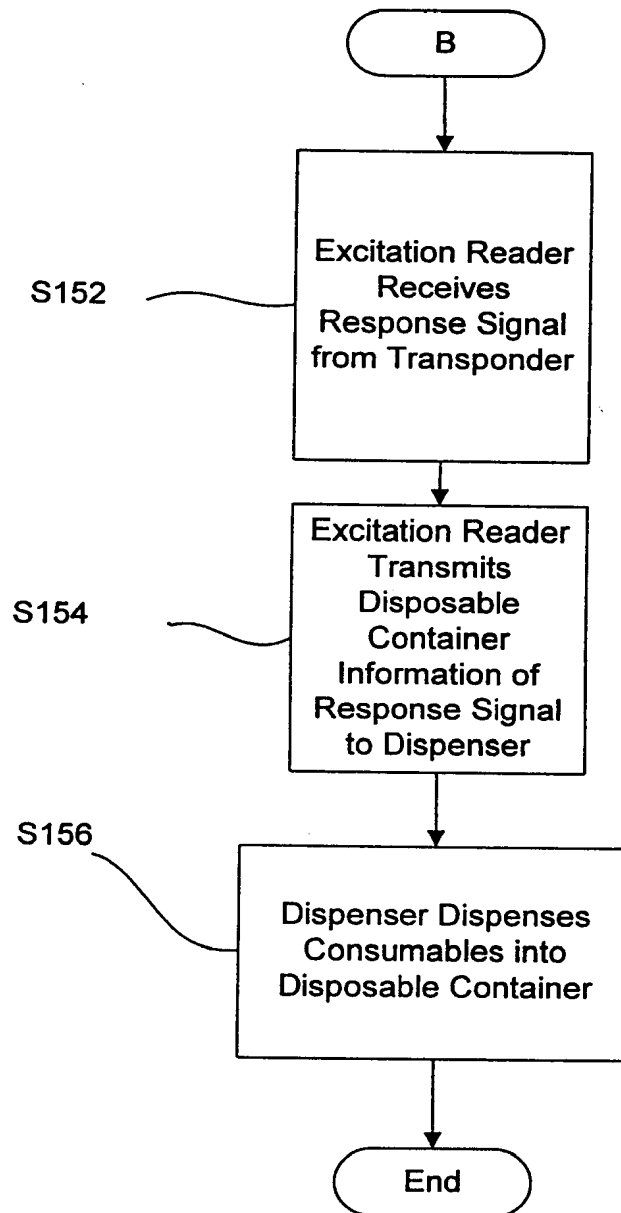 B
S152
Excitation Reader
Receives
Response Signal
from Transponder
S154
Excitation Reader
Transmits
Disposable
Container
Information of
Response Signal
to Dispenser
S156
Dispenser Dispenses
Consumables into
Disposable Container
End